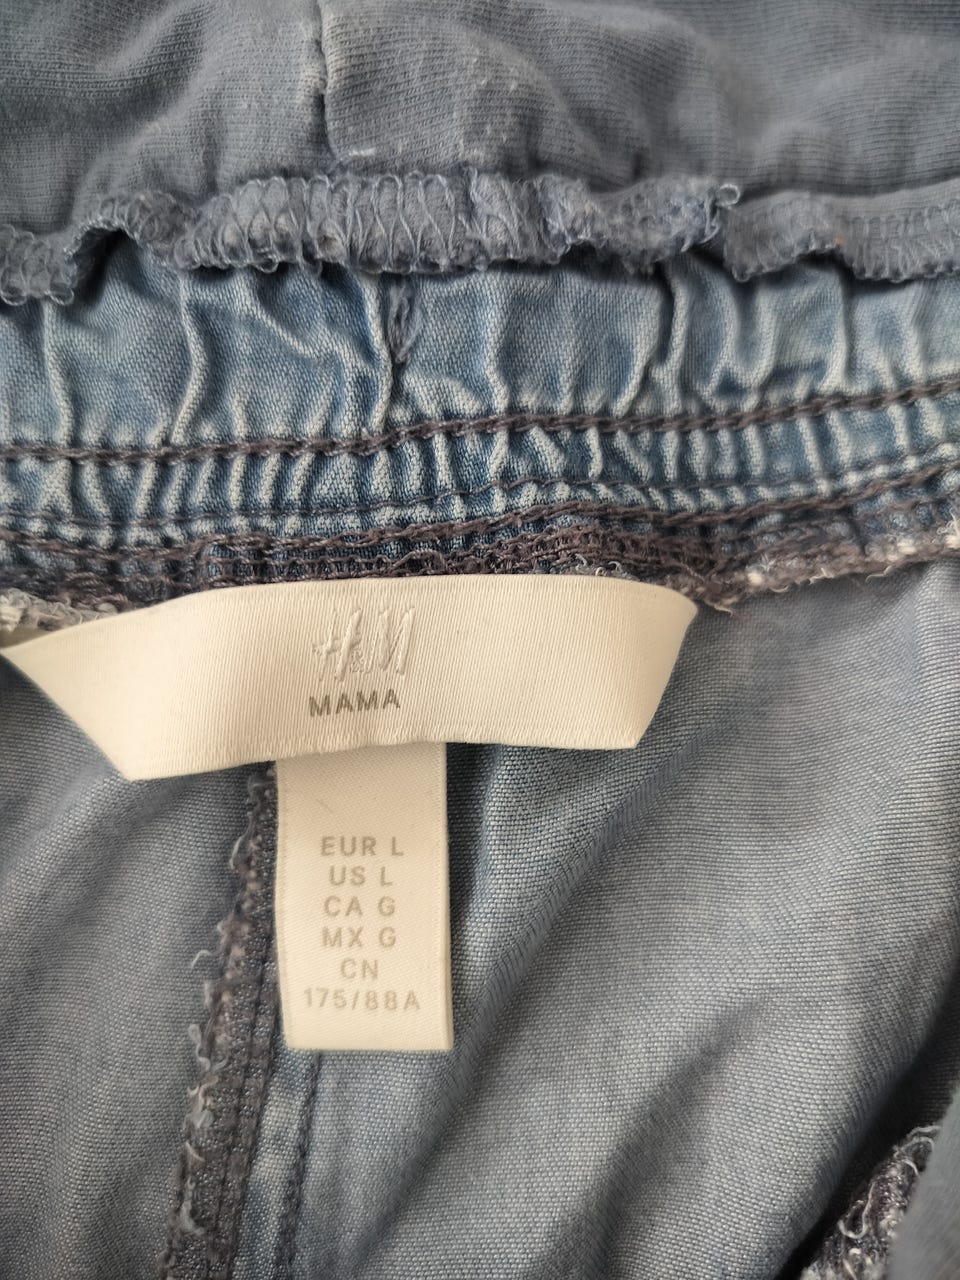 H&M
MAMA
EUR L
US L
CA G
MX G
CN
175/88A